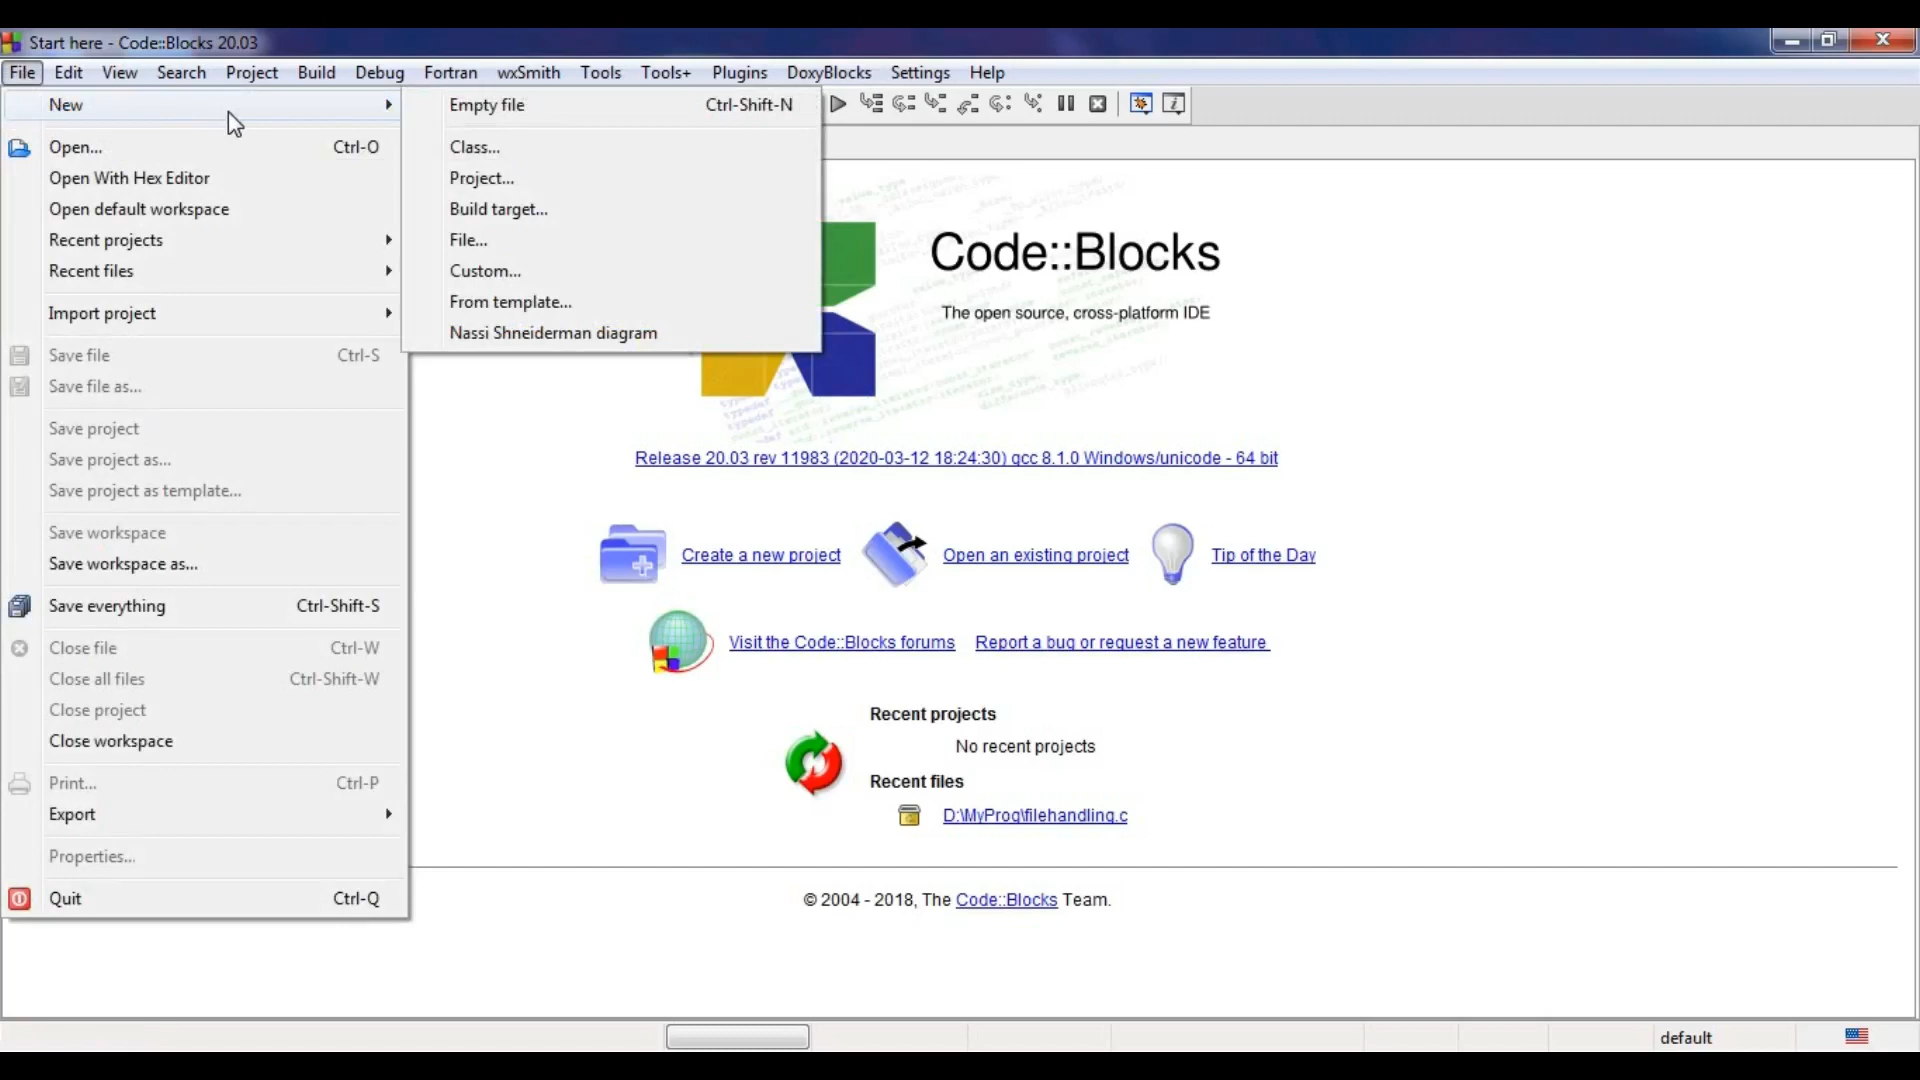 Start here - Code::Blocks 20.03
File Edit View Search Project Build Debug Fortran wxSmith Tools Tools+ Plugins DoxyBlocks Settings Help
New
Open... Ctrl-O
Open With Hex Editor
Open default workspace
Recent projects
Recent files
Import project
Save file Ctrl-S
Save file as...
Save project
Save project as...
Save project as template...
Save workspace
Save workspace as...
Save everything Ctrl-Shift-S
Close file Ctrl-W
Close all files Ctrl-Shift-W
Close project
Close workspace
Print... Ctrl-P
Export
Properties...
Quit Ctrl-Q
Empty file Ctrl-Shift-N
Class...
Project...
Build target...
File...
Custom...
From template...
Nassi Shneiderman diagram
Code::Blocks
The open source, cross-platform IDE
Release 20.03 rev 11983 (2020-03-12 18:24:30) gcc 8.1.0 Windows/unicode - 64 bit
Create a new project Open an existing project Tip of the Day
Visit the Code::Blocks forums Report a bug or request a new feature
Recent projects
No recent projects
Recent files
D:\MyProg\filehandling.c
© 2004 - 2018, The Code::Blocks Team.
default